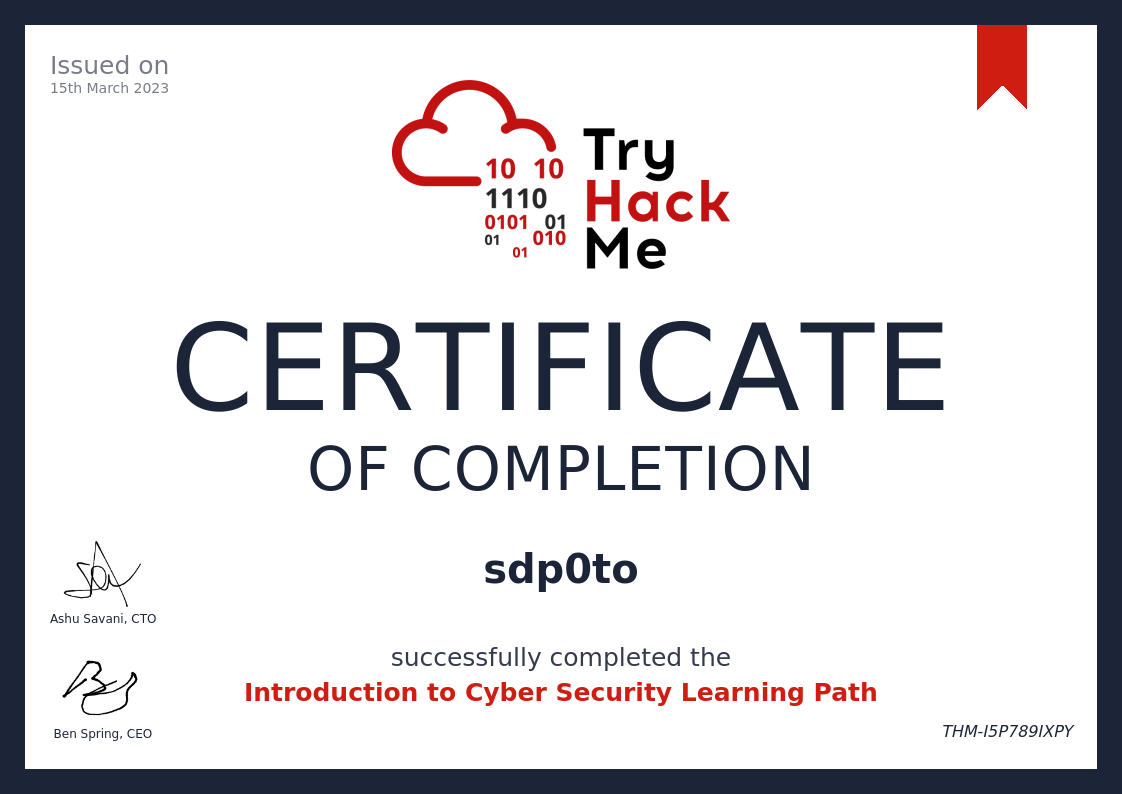 Issued on
15th March 2023
10 10
1110
0101 01
01 010
01
Try
Hack
Me
CERTIFICATE
OF COMPLETION
sdp0to
Ashu Savani, CTO
successfully completed the
Introduction to Cyber Security Learning Path
Ben Spring, CEO
THM-I5P789IXPY